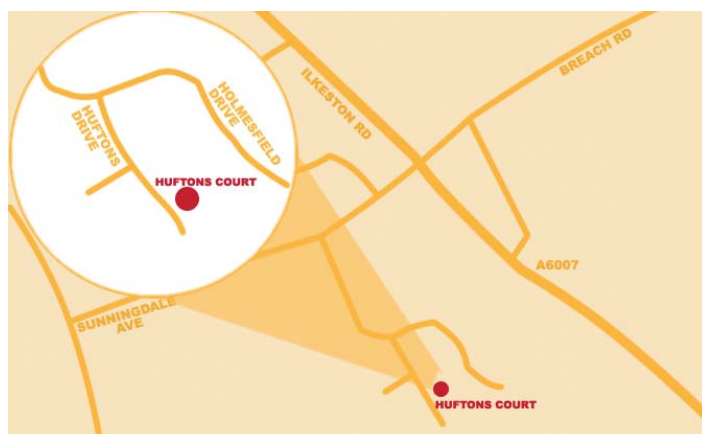 BREACH RD
ILKESTON RD
HOLMESFIELD
DRIVE
HUFTONS
DRIVE
HUFTONS COURT
A6007
SUNNINGDALE
AVE
HUFTONS COURT